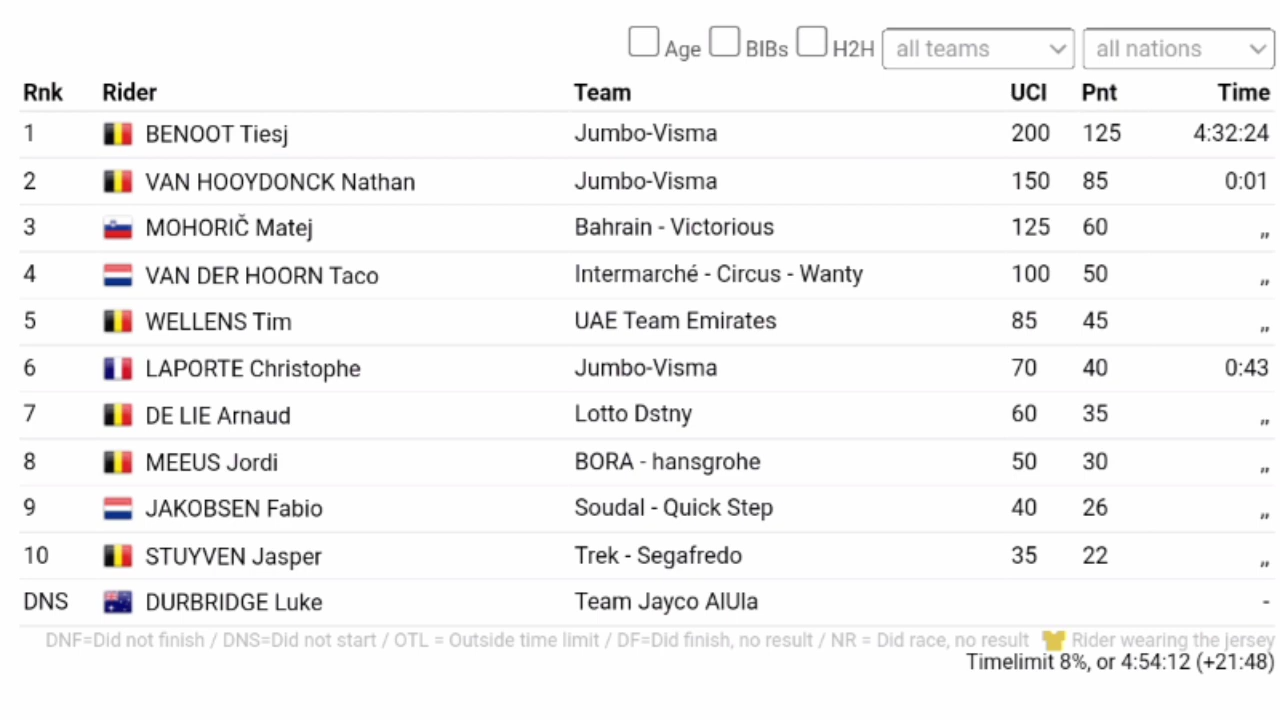 Age BIBs H2H all teams all nations
Rnk Rider Team UCI Pnt Time
1 BENOOT Tiesj Jumbo-Visma 200 125 4:32:24
2 VAN HOOYDONCK Nathan Jumbo-Visma 150 85 0:01
3 MOHORIČ Matej Bahrain - Victorious 125 60 ,,
4 VAN DER HOORN Taco Intermarché - Circus - Wanty 100 50 ,,
5 WELLENS Tim UAE Team Emirates 85 45 ,,
6 LAPORTE Christophe Jumbo-Visma 70 40 0:43
7 DE LIE Arnaud Lotto Dstny 60 35 ,,
8 MEEUS Jordi BORA - hansgrohe 50 30 ,,
9 JAKOBSEN Fabio Soudal - Quick Step 40 26 ,,
10 STUYVEN Jasper Trek - Segafredo 35 22 ,,
DNS DURBRIDGE Luke Team Jayco AlUla -
DNF=Did not finish / DNS=Did not start / OTL = Outside time limit / DF=Did finish, no result / NR = Did race, no result Rider wearing the jersey
Timelimit 8%, or 4:54:12 (+21:48)